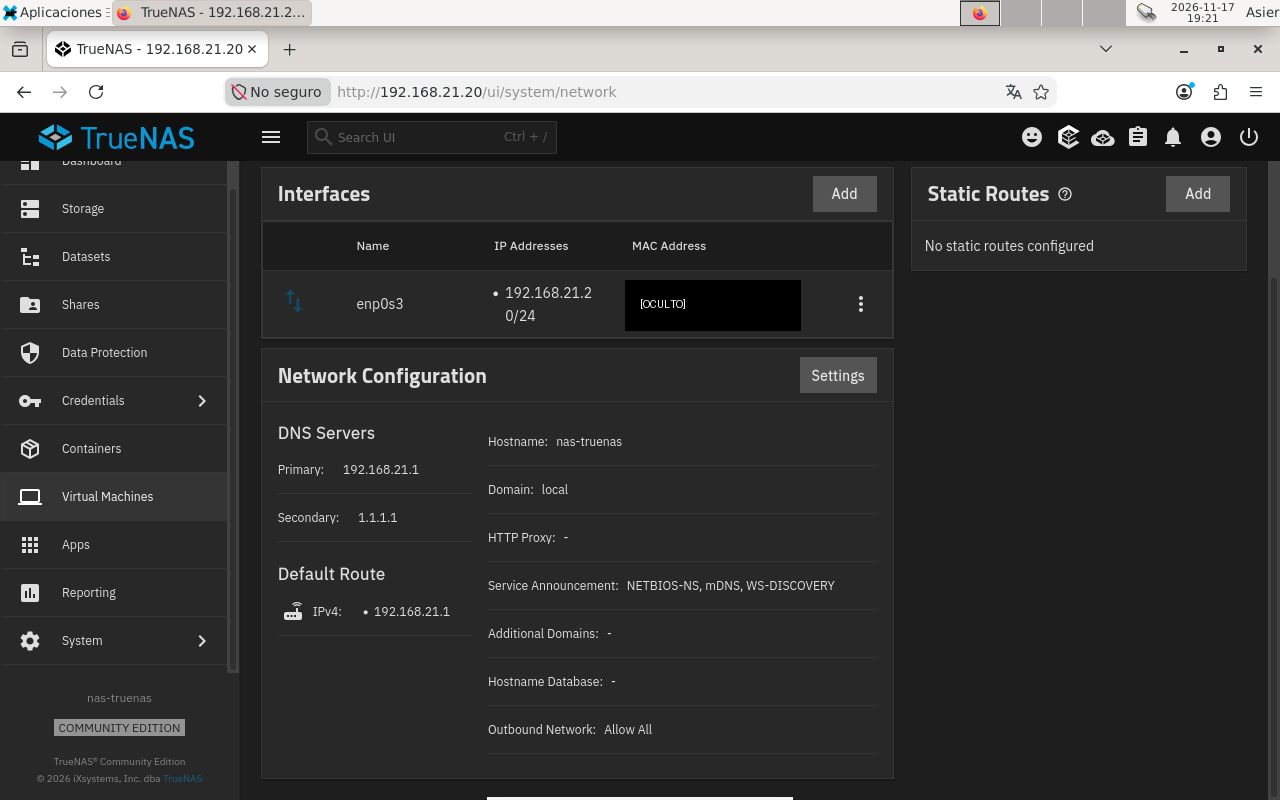 Aplicaciones
TrueNAS - 192.168.21.2...
2026-11-17
19:21
Asier
TrueNAS - 192.168.21.20
No seguro
http://192.168.21.20/ui/system/network
TrueNAS
Search UI
Ctrl + /
Dashboard
Storage
Datasets
Shares
Data Protection
Credentials
Containers
Virtual Machines
Apps
Reporting
System
nas-truenas
COMMUNITY EDITION
TrueNAS® Community Edition
© 2026 iXsystems, Inc. dba TrueNAS
Interfaces
Add
Name IP Addresses MAC Address
enp0s3
• 192.168.21.2
0/24
[OCULTO]
Network Configuration
Settings
DNS Servers
Primary: 192.168.21.1
Secondary: 1.1.1.1
Default Route
IPv4: • 192.168.21.1
Hostname: nas-truenas
Domain: local
HTTP Proxy: -
Service Announcement: NETBIOS-NS, mDNS, WS-DISCOVERY
Additional Domains: -
Hostname Database: -
Outbound Network: Allow All
Static Routes
Add
No static routes configured